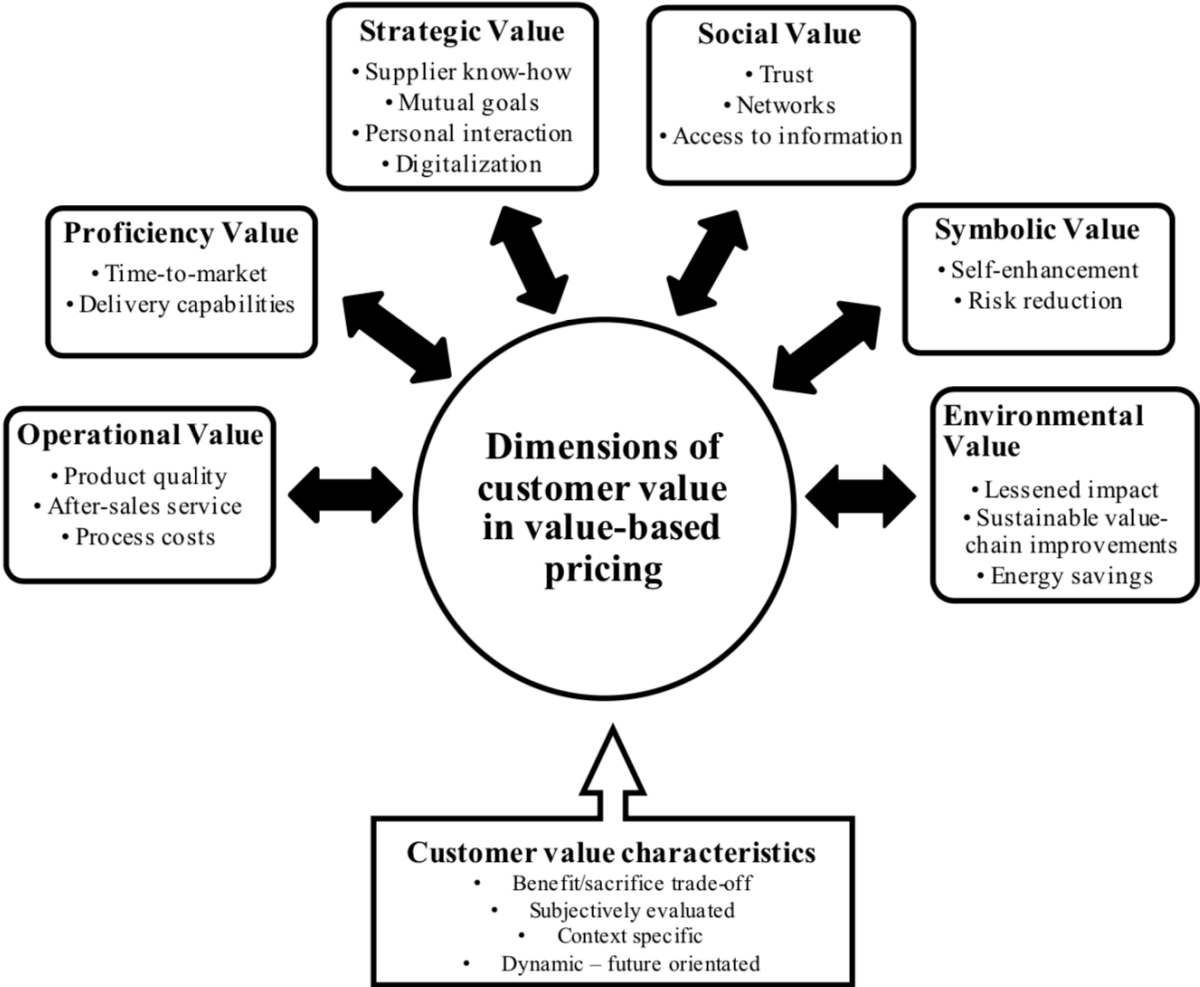 Strategic Value
• Supplier know-how
• Mutual goals
• Personal interaction
• Digitalization
Social Value
• Trust
• Networks
• Access to information
Proficiency Value
• Time-to-market
• Delivery capabilities
Symbolic Value
• Self-enhancement
• Risk reduction
Operational Value
• Product quality
• After-sales service
• Process costs
Environmental
Value
• Lessened impact
• Sustainable value-
chain improvements
• Energy savings
Dimensions of
customer value
in value-based
pricing
Customer value characteristics
• Benefit/sacrifice trade-off
• Subjectively evaluated
• Context specific
• Dynamic – future orientated